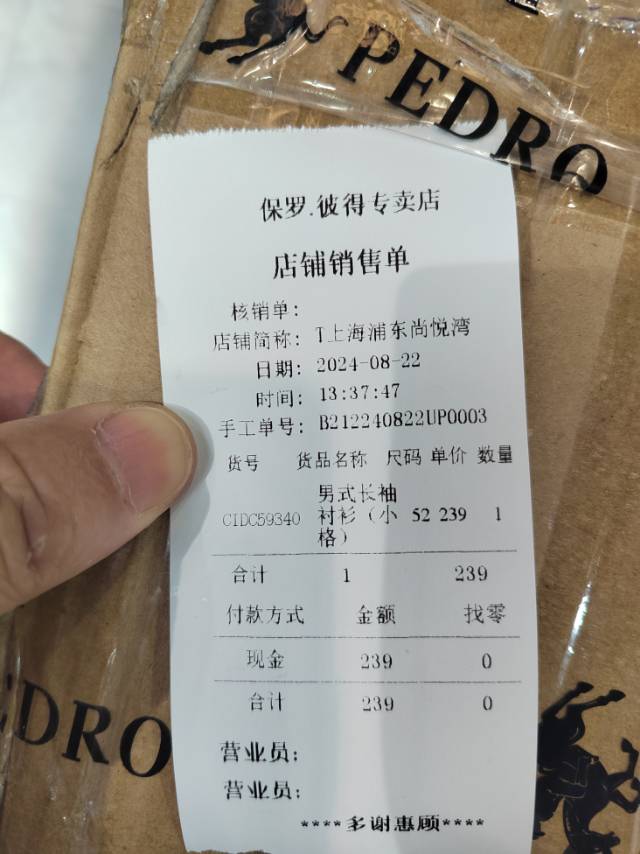 PEDRO
保罗.彼得专卖店
店铺销售单
核销单:
店铺简称: T上海浦东尚悦湾
日期: 2024-08-22
时间: 13:37:47
手工单号: B212240822UP0003
货号 货品名称 尺码 单价 数量
男式长袖
CIDC59340 衬衫（小 52 239 1
格）
合计 1 239
付款方式 金额 找零
现金 239 0
合计 239 0
营业员:
营业员:
****多谢惠顾****
EDRO